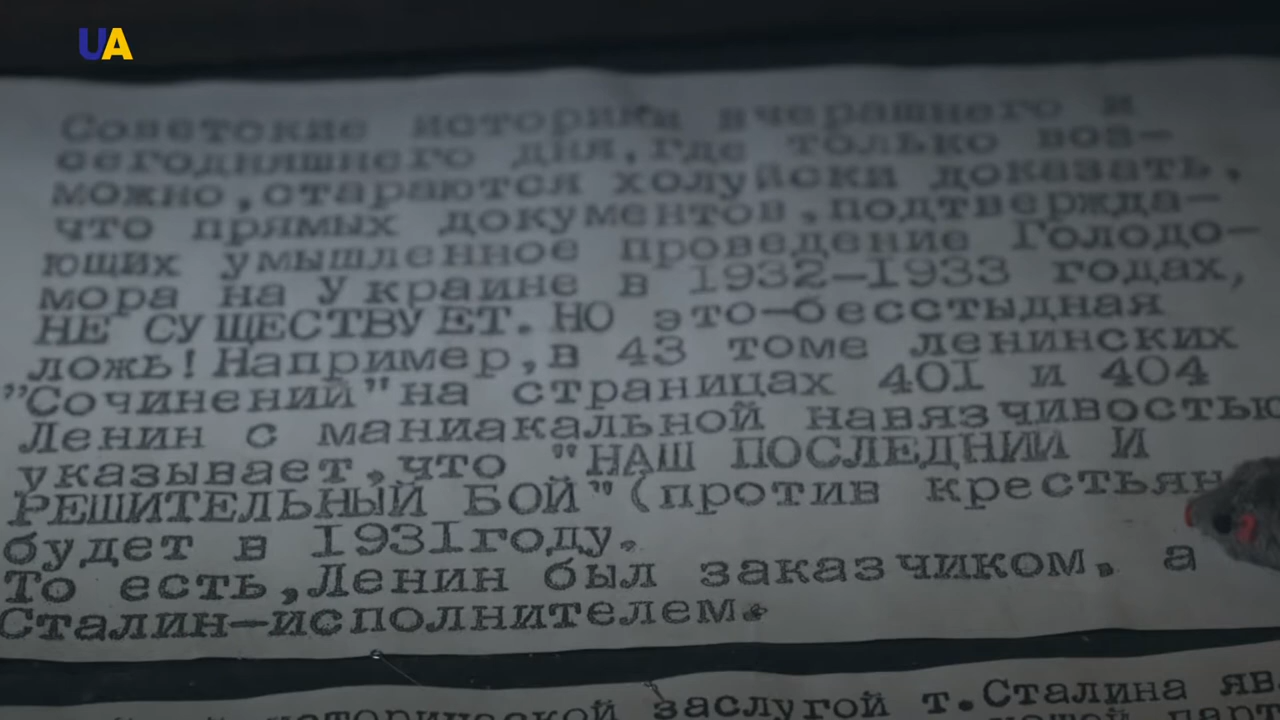 UA
Советские историки вчерашнего и
сегодняшнего дня,где только воз-
можно,стараются холуйски доказать,
что прямых документов,подтвержда-
ющих умышленное проведение Голодо-
мора на Украине в 1932-1933 годах,
НЕ СУЩЕСТВУЕТ.НО это-бесстыдная
ложь!Например,в 43 томе ленинских
"Сочинений"на страницах 401 и 404
Ленин с маниакальной навязчивостью
указывает,что "НАШ ПОСЛЕДНИЙ И
РЕШИТЕЛЬНЫЙ БОЙ"(против крестьян
будет в 1931году.
То есть,Ленин был заказчиком, а
Сталин-исполнителем.
исторической заслугой т.Сталина яв